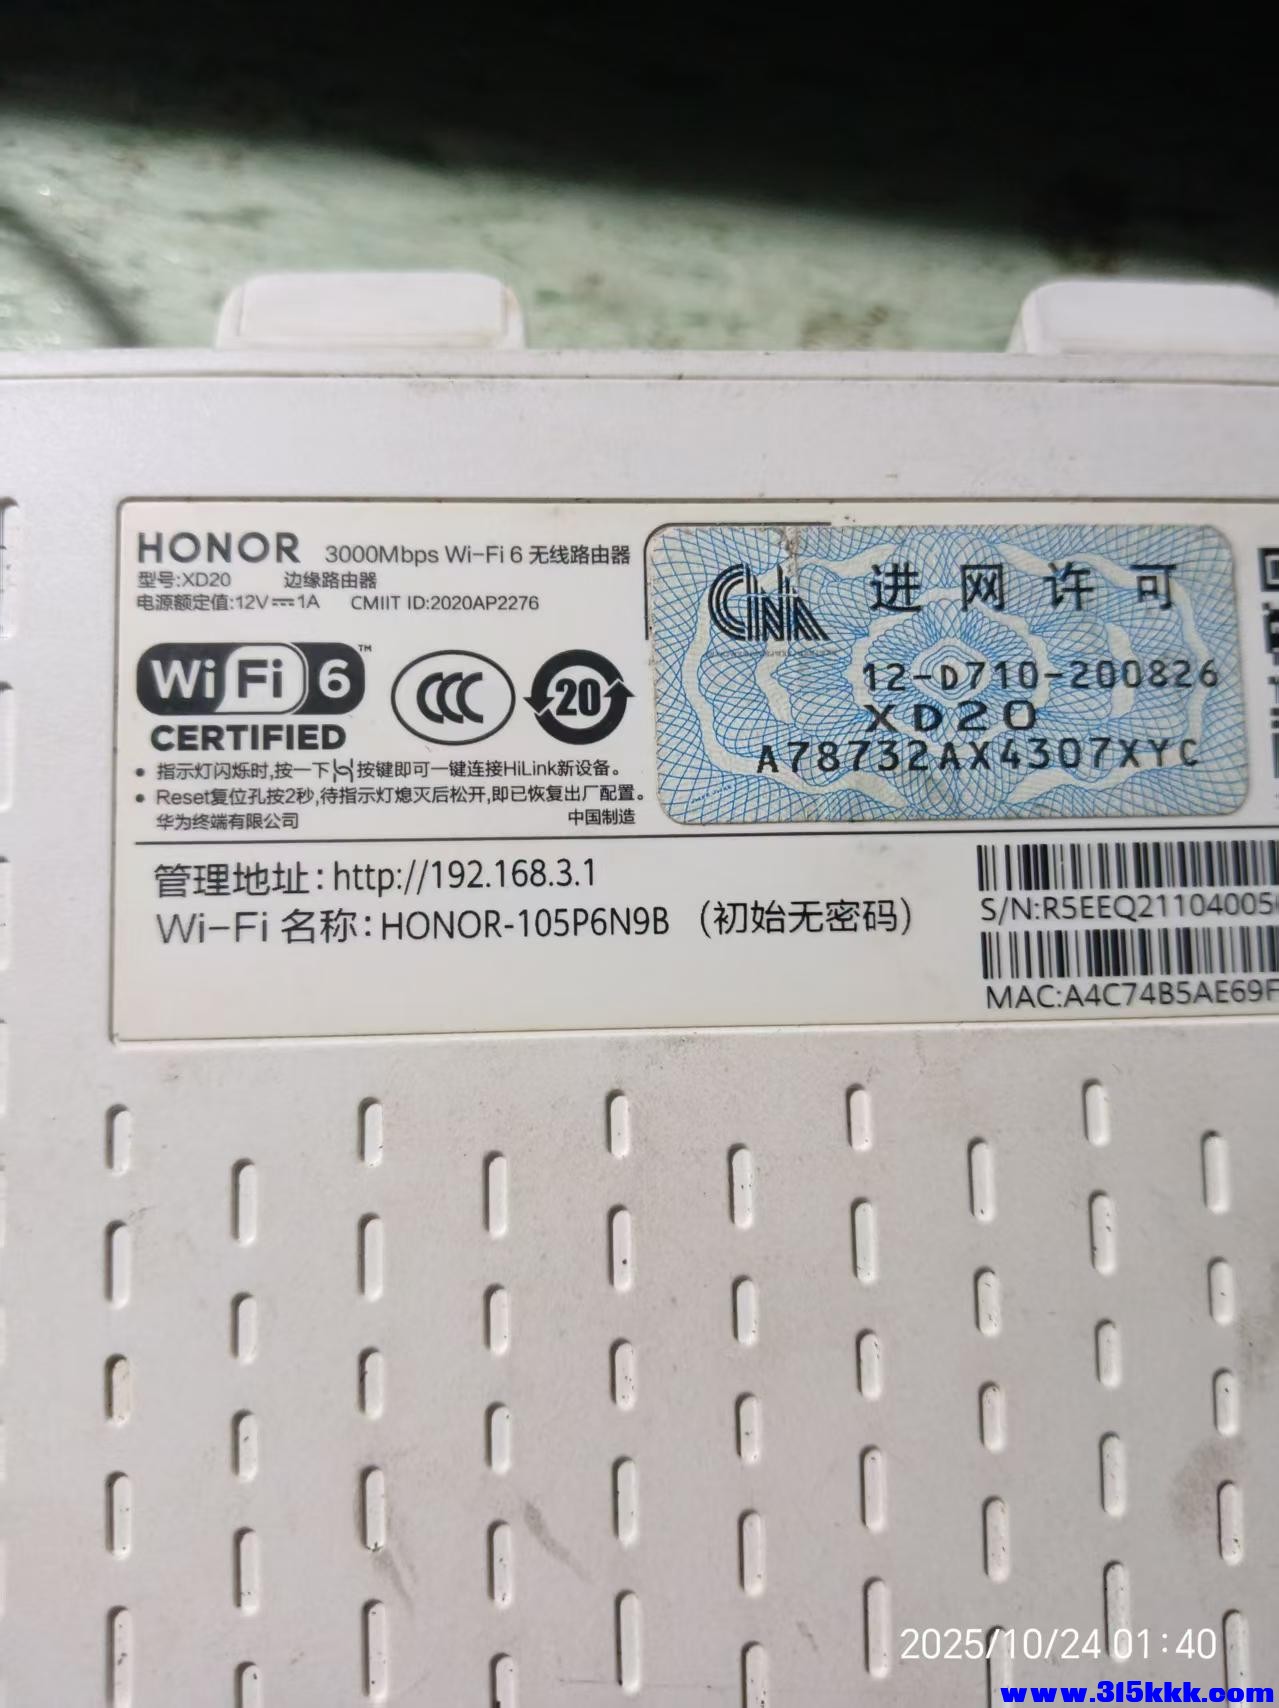 HONOR 3000Mbps Wi-Fi 6 无线路由器
型号:XD20 边缘路由器
电源额定值:12V⎓1A CMIIT ID:2020AP2276
WiFi 6™
CERTIFIED
CCC
20
• 指示灯闪烁时,按一下 按键即可一键连接HiLink新设备。
• Reset复位孔按2秒,待指示灯熄灭后松开,即已恢复出厂配置。
华为终端有限公司 中国制造
CNA 进网许可
12-D710-200826
XD20
A78732AX4307XYC
管理地址:http://192.168.3.1
Wi-Fi 名称:HONOR-105P6N9B (初始无密码)
S/N:R5EEQ21104005
MAC:A4C74B5AE69F
2025/10/24 01:40
www.315kkk.com